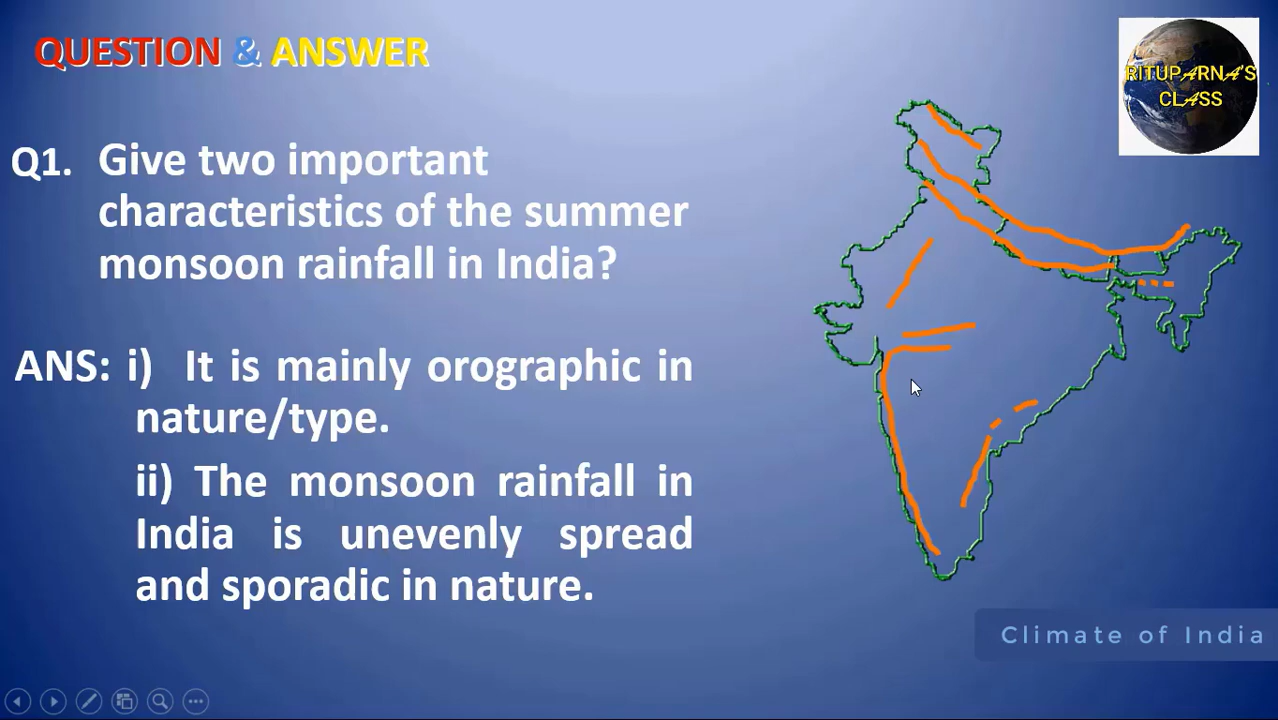 QUESTION & ANSWER
RITUPARNA'S
CLASS
Q1. Give two important
characteristics of the summer
monsoon rainfall in India?
ANS: i) It is mainly orographic in
nature/type.
ii) The monsoon rainfall in
India is unevenly spread
and sporadic in nature.
Climate of India